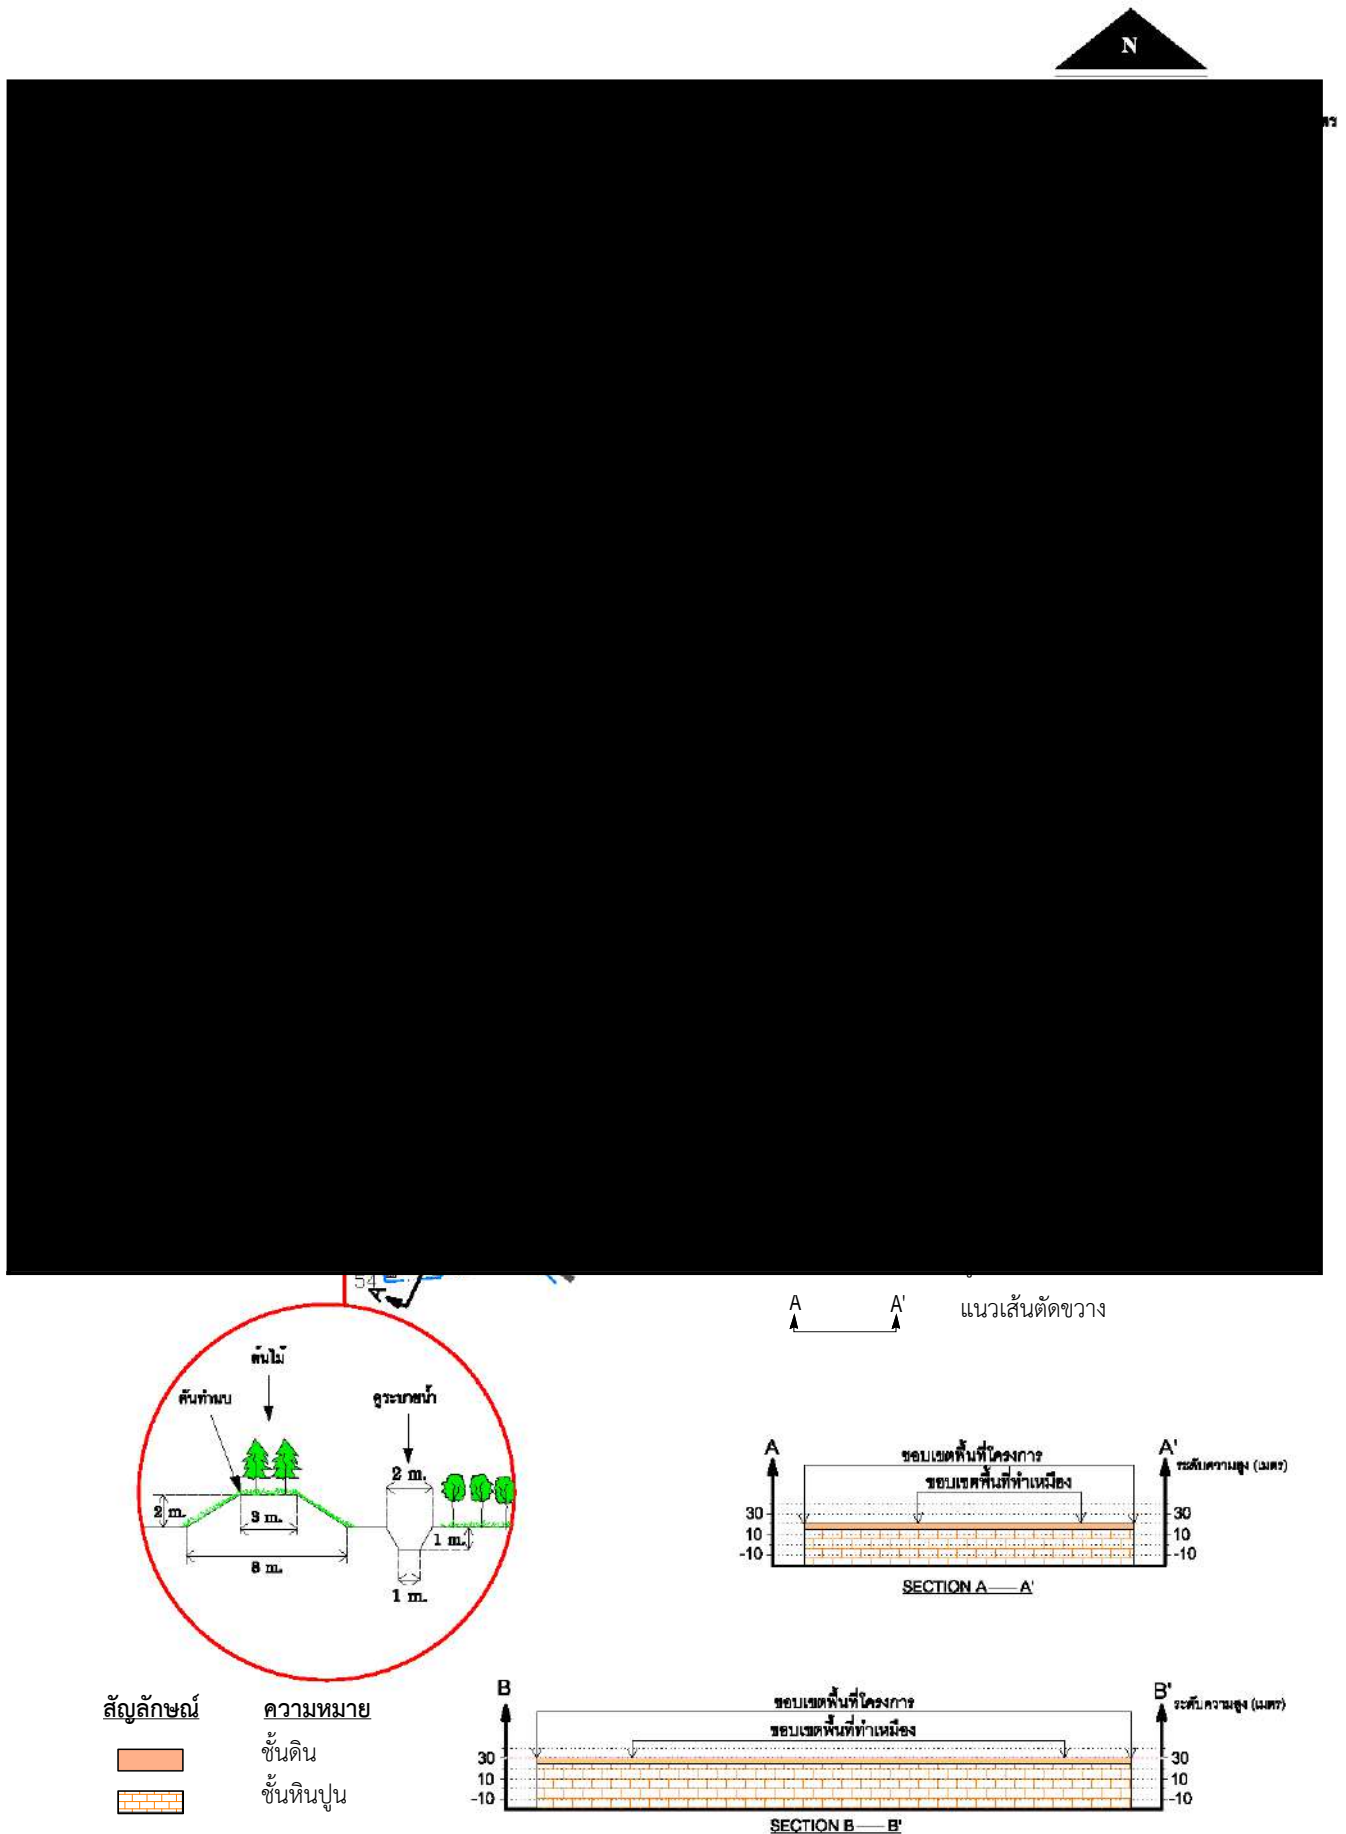 N
54
A
A A' แนวเส้นตัดขวาง
ต้นไม้
คันทำนบ
คูระบายน้ำ
2 m.
2 m.
3 m.
1 m.
8 m.
1 m.
A A'
ขอบเขตพื้นที่โครงการ
ระดับความสูง (เมตร)
ขอบเขตพื้นที่ทำเหมือง
30 30
10 10
-10 -10
SECTION A — A'
B B'
สัญลักษณ์ ความหมาย
ขอบเขตพื้นที่โครงการ
ระดับความสูง (เมตร)
ขอบเขตพื้นที่ทำเหมือง
ชั้นดิน
30 30
10 10
ชั้นหินปูน
-10 -10
SECTION B — B'